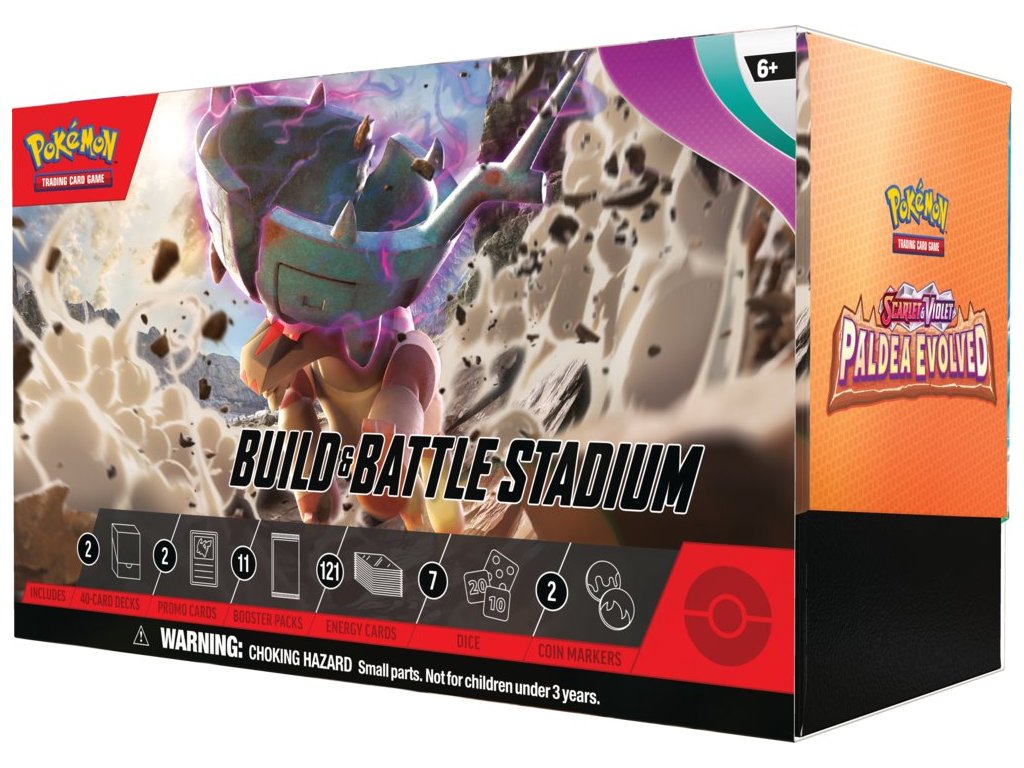 POKéMON
TRADING CARD GAME
6+
BUILD & BATTLE STADIUM
INCLUDES
2
40-CARD DECKS
2
PROMO CARDS
11
BOOSTER PACKS
121
ENERGY CARDS
7
20
10
DICE
2
COIN MARKERS
WARNING: CHOKING HAZARD Small parts. Not for children under 3 years.
POKéMON
TRADING CARD GAME
SCARLET & VIOLET
PALDEA EVOLVED